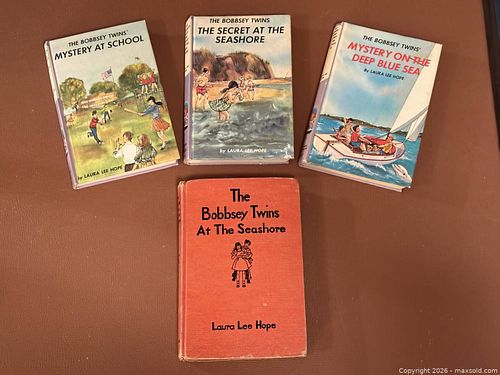 THE BOBBSEY TWINS'
MYSTERY AT SCHOOL
by LAURA LEE HOPE
THE BOBBSEY TWINS
THE SECRET AT THE
SEASHORE
by LAURA LEE HOPE
THE BOBBSEY TWINS'
MYSTERY ON THE
DEEP BLUE SEA
By LAURA LEE HOPE
The
Bobbsey Twins
At The Seashore
Laura Lee Hope
Copyright © 2026 - maxsold.com